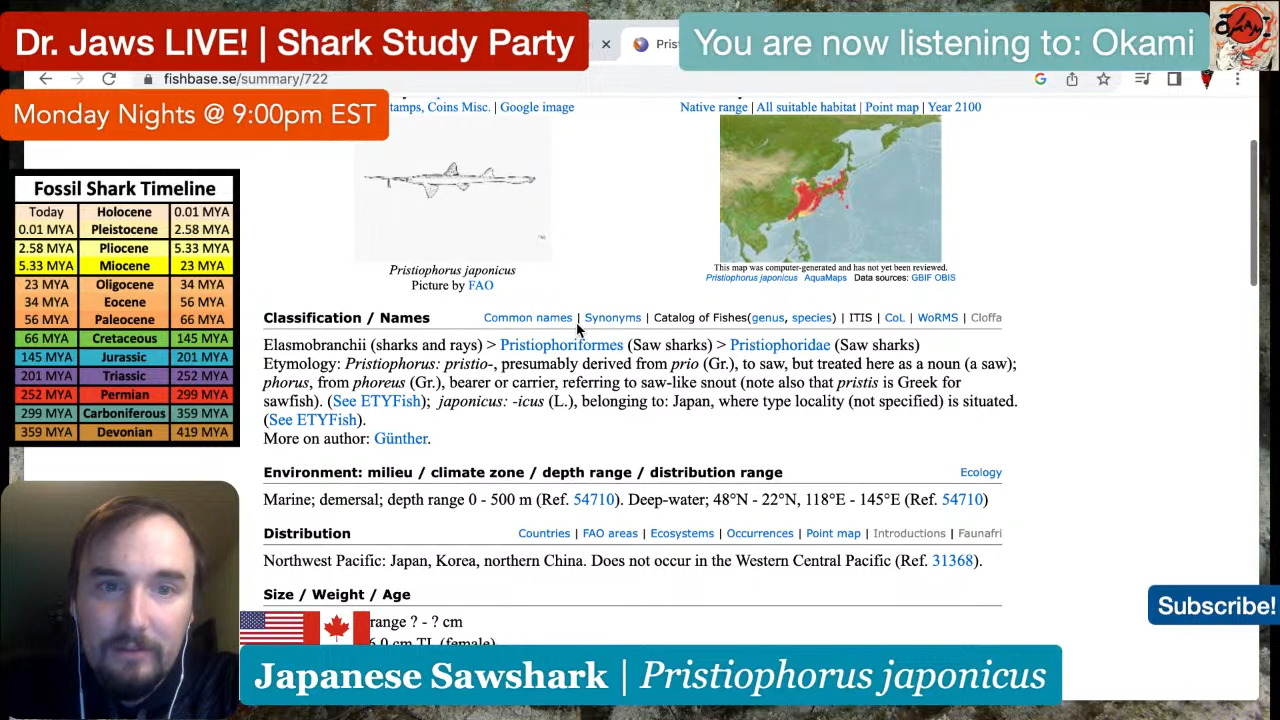 Dr. Jaws LIVE! | Shark Study Party
You are now listening to: Okami
fishbase.se/summary/722
Monday Nights @ 9:00pm EST
tamps, Coins Misc. | Google image
Native range | All suitable habitat | Point map | Year 2100
Fossil Shark Timeline
Today Holocene 0.01 MYA
0.01 MYA Pleistocene 2.58 MYA
2.58 MYA Pliocene 5.33 MYA
5.33 MYA Miocene 23 MYA
23 MYA Oligocene 34 MYA
34 MYA Eocene 56 MYA
56 MYA Paleocene 66 MYA
66 MYA Cretaceous 145 MYA
145 MYA Jurassic 201 MYA
201 MYA Triassic 252 MYA
252 MYA Permian 299 MYA
299 MYA Carboniferous 359 MYA
359 MYA Devonian 419 MYA
Pristiophorus japonicus
Picture by FAO
This map was computer-generated and has not yet been reviewed.
Pristiophorus japonicus AquaMaps Data sources: GBIF OBIS
Classification / Names Common names | Synonyms | Catalog of Fishes(genus, species) | ITIS | CoL | WoRMS | Cloffa
Elasmobranchii (sharks and rays) > Pristiophoriformes (Saw sharks) > Pristiophoridae (Saw sharks)
Etymology: Pristiophorus: pristio-, presumably derived from prio (Gr.), to saw, but treated here as a noun (a saw);
phorus, from phoreus (Gr.), bearer or carrier, referring to saw-like snout (note also that pristis is Greek for
sawfish). (See ETYFish); japonicus: -icus (L.), belonging to: Japan, where type locality (not specified) is situated.
(See ETYFish).
More on author: Günther.
Environment: milieu / climate zone / depth range / distribution range Ecology
Marine; demersal; depth range 0 - 500 m (Ref. 54710). Deep-water; 48°N - 22°N, 118°E - 145°E (Ref. 54710)
Distribution Countries | FAO areas | Ecosystems | Occurrences | Point map | Introductions | Faunafri
Northwest Pacific: Japan, Korea, northern China. Does not occur in the Western Central Pacific (Ref. 31368).
Size / Weight / Age
range ? - ? cm
6.0 cm TL (female)
Subscribe!
Japanese Sawshark | Pristiophorus japonicus